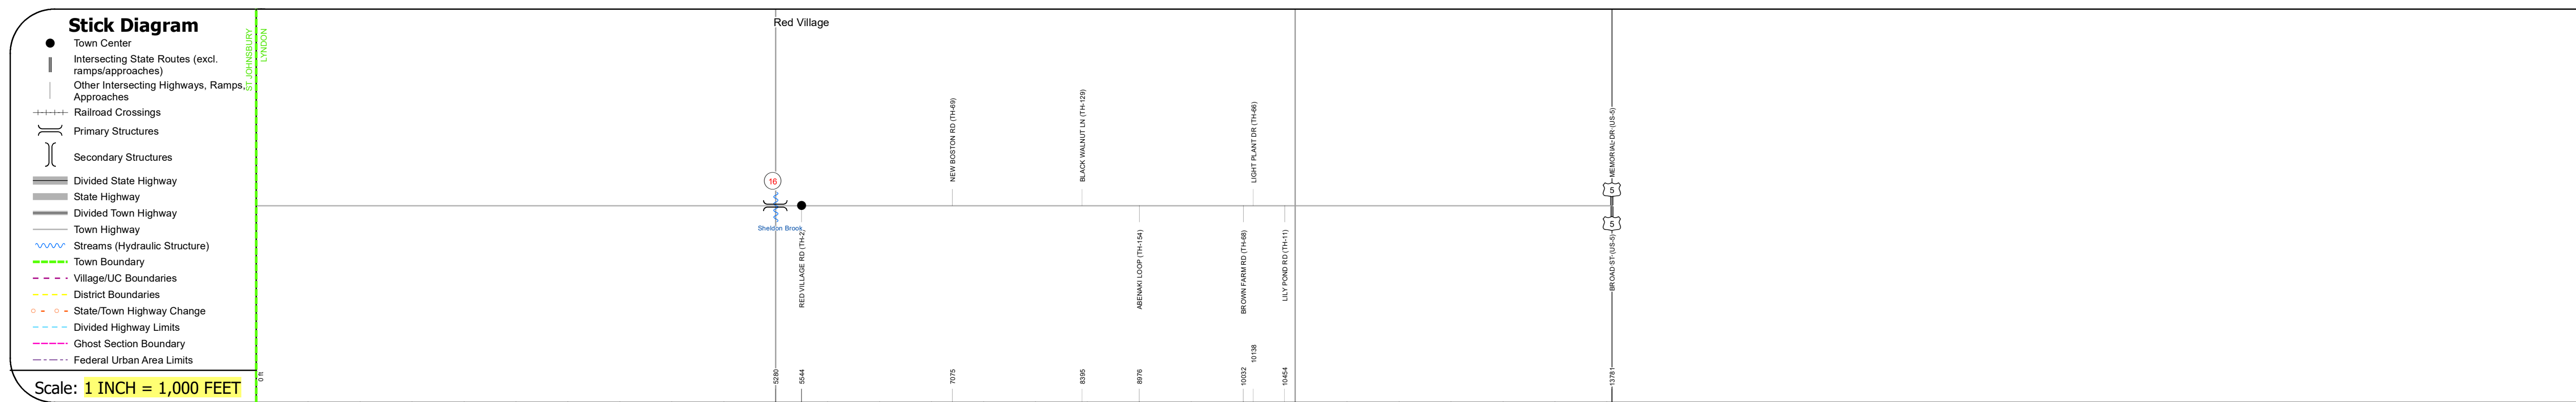 Stick Diagram
Town Center
Intersecting State Routes (excl.
ramps/approaches)
Other Intersecting Highways, Ramps,
Approaches
Railroad Crossings
Primary Structures
Secondary Structures
Divided State Highway
State Highway
Divided Town Highway
Town Highway
Streams (Hydraulic Structure)
Town Boundary
Village/UC Boundaries
District Boundaries
State/Town Highway Change
Divided Highway Limits
Ghost Section Boundary
Federal Urban Area Limits
Scale: 1 INCH = 1,000 FEET
ST JOHNSBURY
LYNDON
0 ft
Red Village
16
Sheldon Brook
RED VILLAGE RD (TH-2)
NEW BOSTON RD (TH-69)
BLACK WALNUT LN (TH-129)
ABENAKI LOOP (TH-154)
BROWN FARM RD (TH-68)
LIGHT PLANT DR (TH-66)
LILY POND RD (TH-11)
MEMORIAL DR (US-5)
5
5
BROAD ST (US-5)
5280
5544
7075
8395
8976
10032
10138
10454
13781